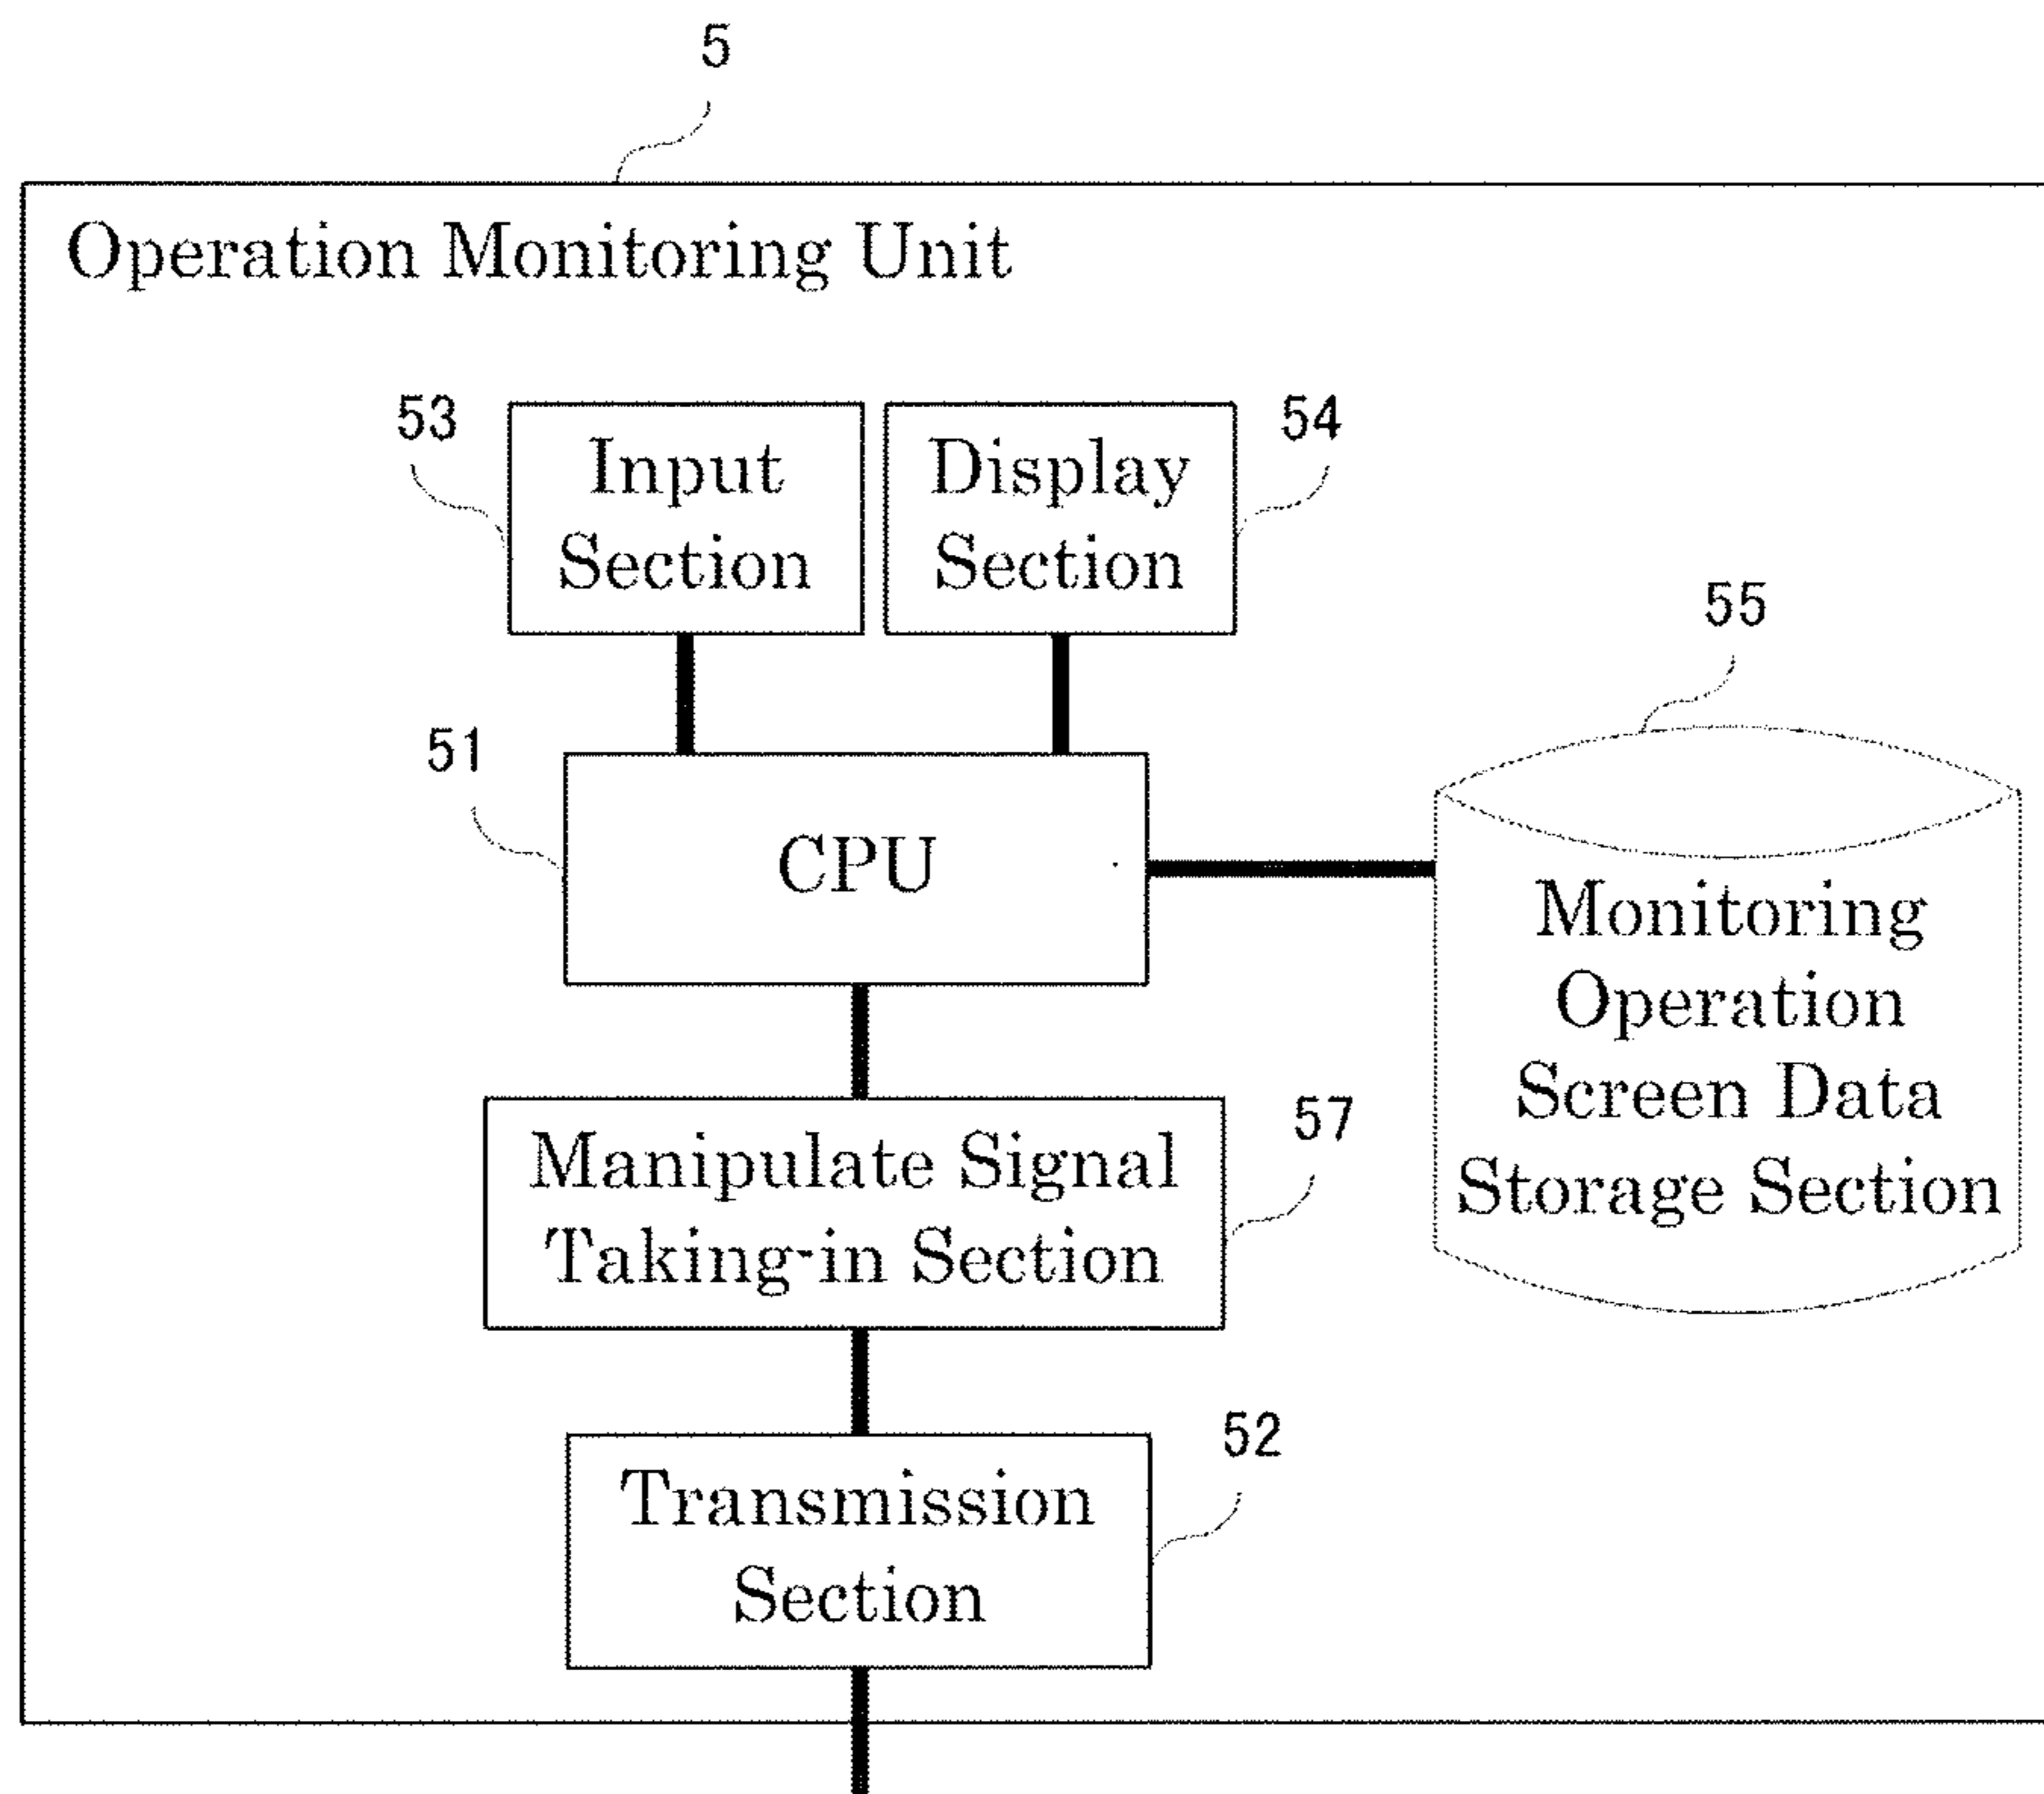 5
Operation Monitoring Unit
53
Input
Section
Display
Section
54
55
51
CPU
Monitoring
Operation
Screen Data
Storage Section
Manipulate Signal
Taking-in Section
57
Transmission
Section
52